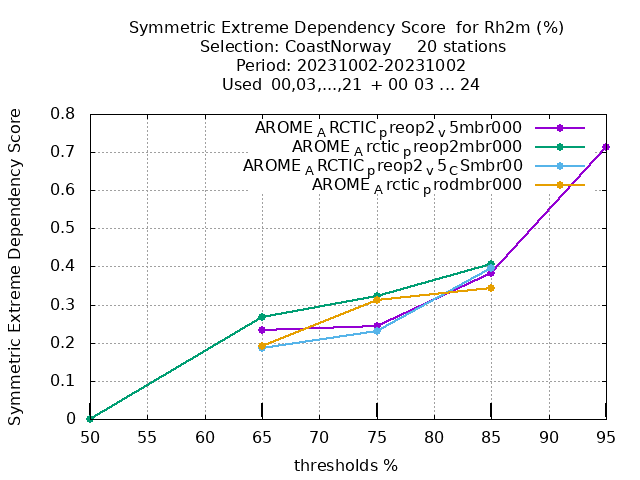 Symmetric Extreme Dependency Score for Rh2m (%)
Selection: CoastNorway 20 stations
Period: 20231002-20231002
Used 00,03,...,21 + 00 03 ... 24
Symmetric Extreme Dependency Score
0.8
0.7
0.6
0.5
0.4
0.3
0.2
0.1
0
AROME_ARCTIC_preop2_v5mbr000
AROME_Arctic_preop2mbr000
AROME_ARCTIC_preop2_v5_CSmbr00
AROME_Arctic_prodmbr000
50 55 60 65 70 75 80 85 90 95
thresholds %